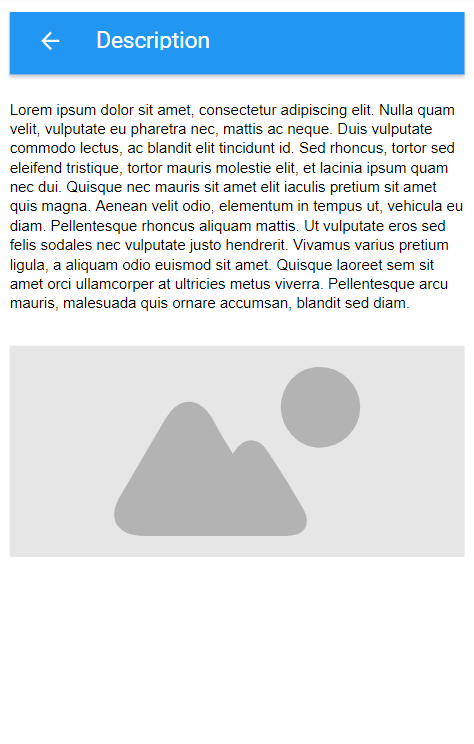 Description
Lorem ipsum dolor sit amet, consectetur adipiscing elit. Nulla quam
velit, vulputate eu pharetra nec, mattis ac neque. Duis vulputate
commodo lectus, ac blandit elit tincidunt id. Sed rhoncus, tortor sed
eleifend tristique, tortor mauris molestie elit, et lacinia ipsum quam
nec dui. Quisque nec mauris sit amet elit iaculis pretium sit amet
quis magna. Aenean velit odio, elementum in tempus ut, vehicula eu
diam. Pellentesque rhoncus aliquam mattis. Ut vulputate eros sed
felis sodales nec vulputate justo hendrerit. Vivamus varius pretium
ligula, a aliquam odio euismod sit amet. Quisque laoreet sem sit
amet orci ullamcorper at ultricies metus viverra. Pellentesque arcu
mauris, malesuada quis ornare accumsan, blandit sed diam.